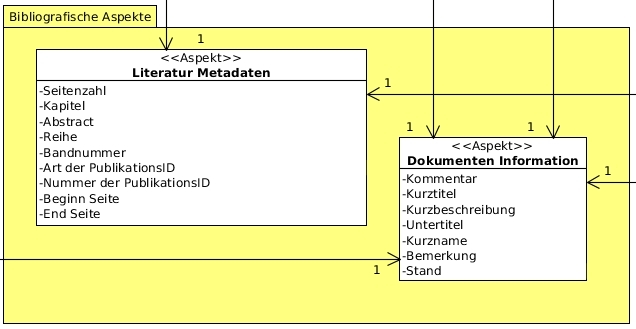 Bibliografische Aspekte
1
<<Aspekt>>
Literatur Metadaten
-Seitenzahl
-Kapitel
-Abstract
-Reihe
-Bandnummer
-Art der PublikationsID
-Nummer der PublikationsID
-Beginn Seite
-End Seite
1
1
1
<<Aspekt>>
Dokumenten Information
-Kommentar
-Kurztitel
-Kurzbeschreibung
-Untertitel
-Kurzname
-Bemerkung
-Stand
1
1